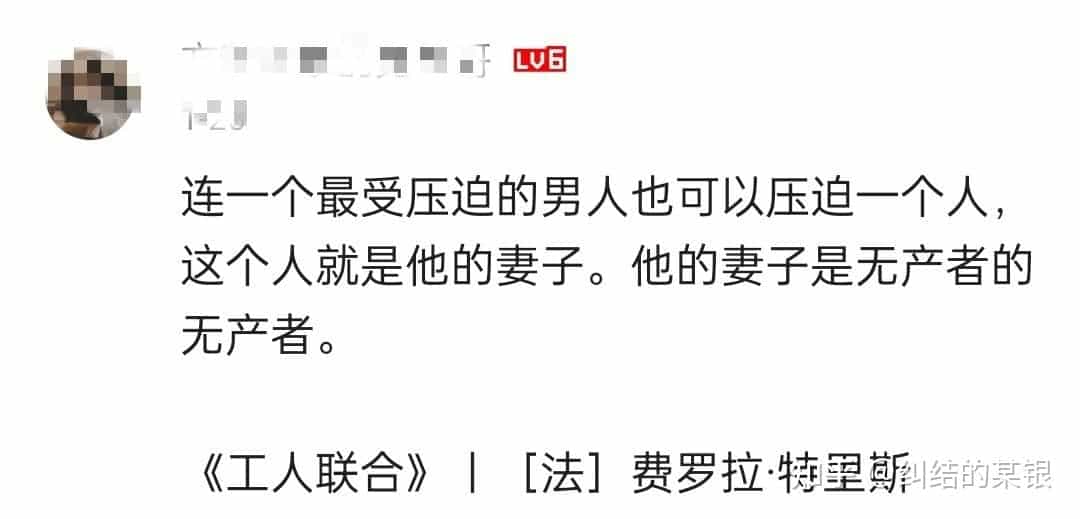 LV6
连一个最受压迫的男人也可以压迫一个人，
这个人就是他的妻子。他的妻子是无产者的
无产者。
《工人联合》｜［法］费罗拉·特里斯
知乎 @纠结的某银